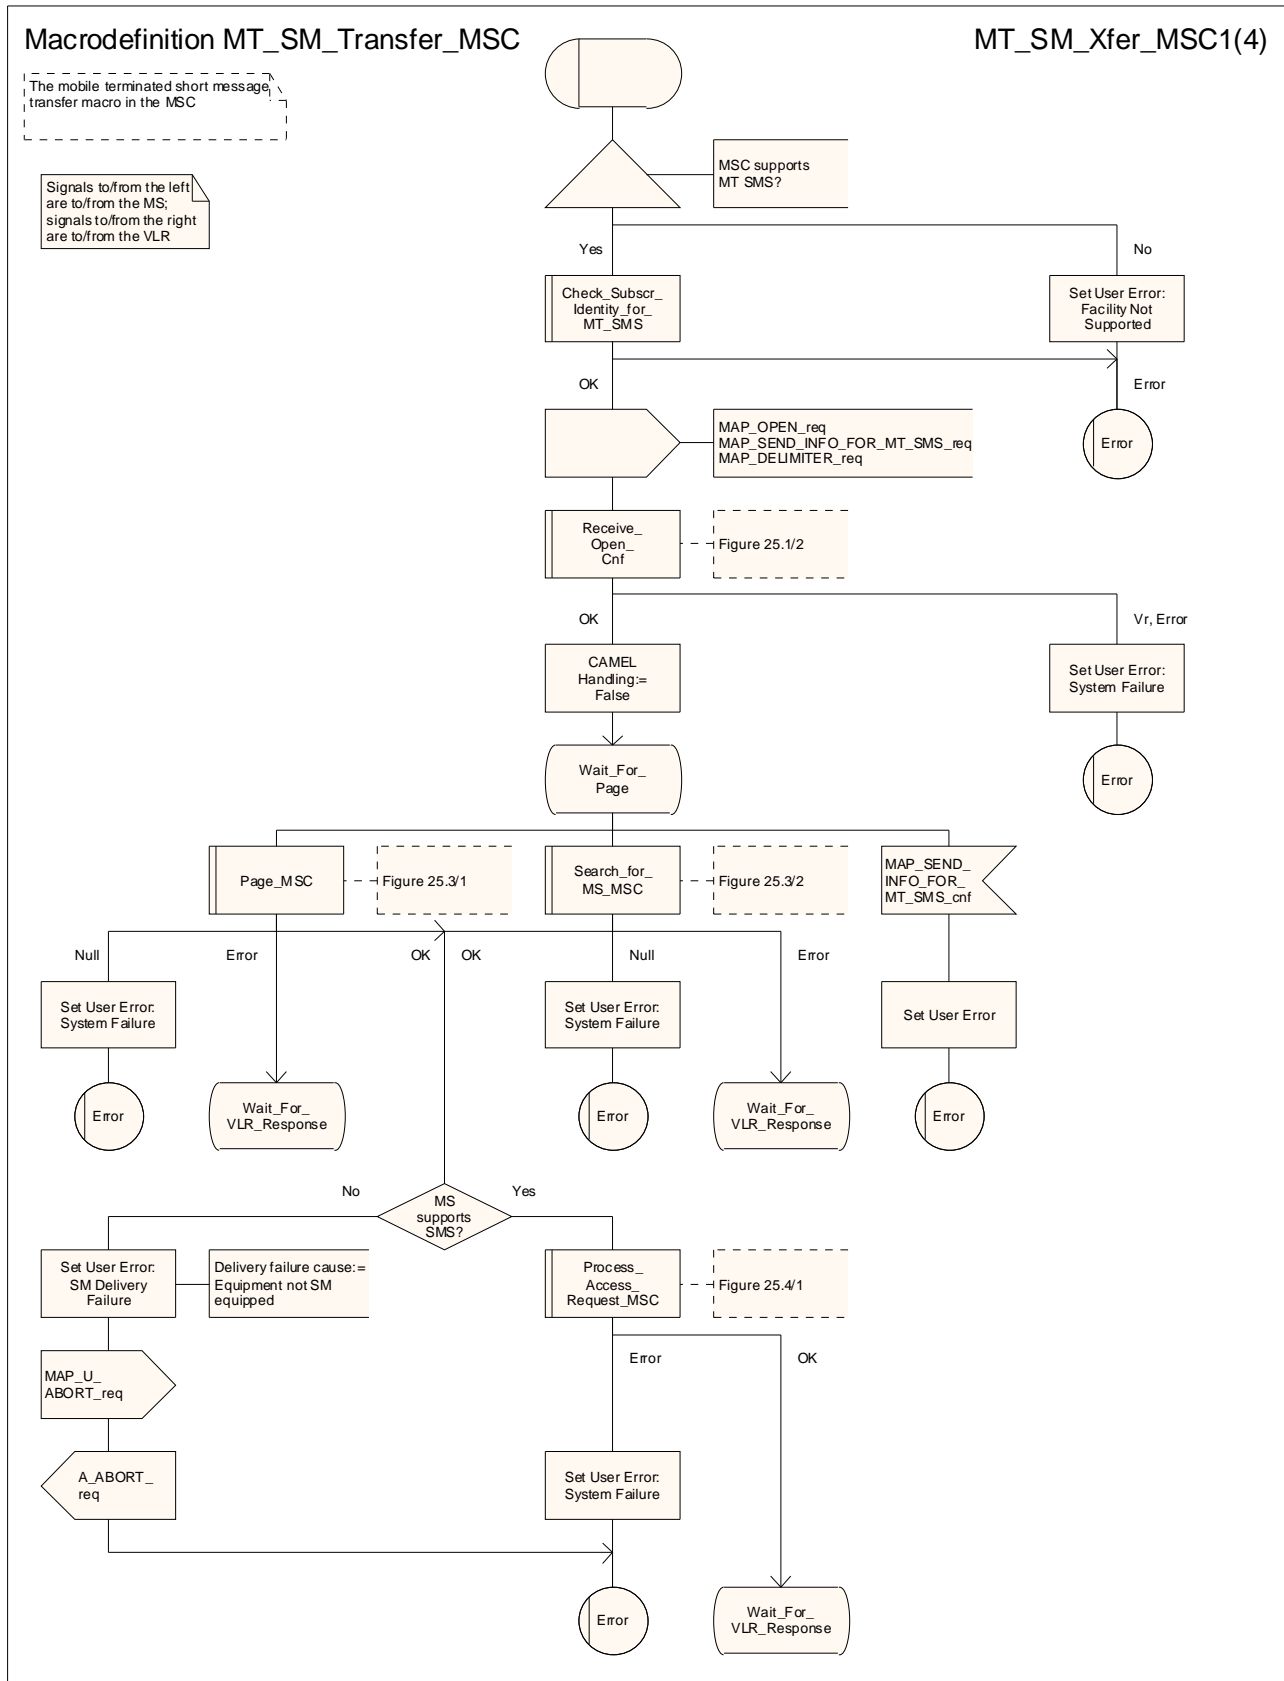 Macrodefinition MT_SM_Transfer_MSC
MT_SM_Xfer_MSC1(4)
The mobile terminated short message
transfer macro in the MSC
Signals to/from the left
are to/from the MS;
signals to/from the right
are to/from the VLR
MSC supports
MT SMS?
Yes
No
Check_Subscr_
Identity_for_
MT_SMS
Set User Error:
Facility Not
Supported
OK
Error
MAP_OPEN_req
MAP_SEND_INFO_FOR_MT_SMS_req
MAP_DELIMITER_req
Error
Receive_
Open_
Cnf
Figure 25.1/2
OK
Vr, Error
CAMEL
Handling:=
False
Set User Error:
System Failure
Wait_For_
Page
Error
Page_MSC
Figure 25.3/1
Search_for_
MS_MSC
Figure 25.3/2
MAP_SEND_
INFO_FOR_
MT_SMS_cnf
Null
Error
OK
OK
Null
Error
Set User Error:
System Failure
Set User Error:
System Failure
Set User Error
Error
Wait_For_
VLR_Response
Error
Wait_For_
VLR_Response
Error
No
MS
supports
SMS?
Yes
Set User Error:
SM Delivery
Failure
Delivery failure cause:=
Equipment not SM
equipped
Process_
Access_
Request_MSC
Figure 25.4/1
Error
OK
MAP_U_
ABORT_req
A_ABORT_
req
Set User Error:
System Failure
Error
Wait_For_
VLR_Response